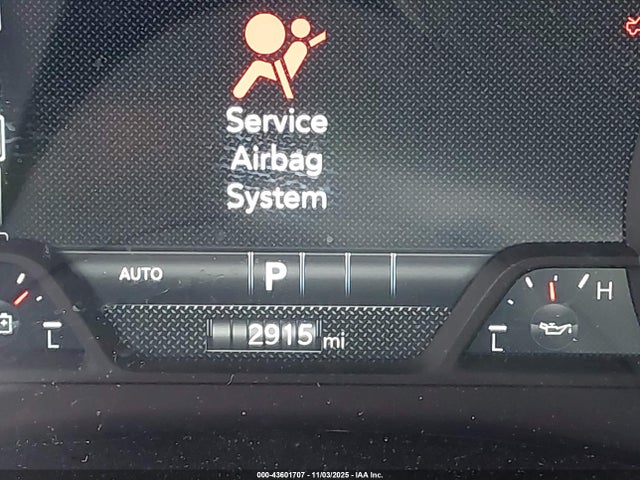 Service
Airbag
System
AUTO
P
2915 mi
L
L
H
000-43601707 - 11/03/2025 - IAA Inc.